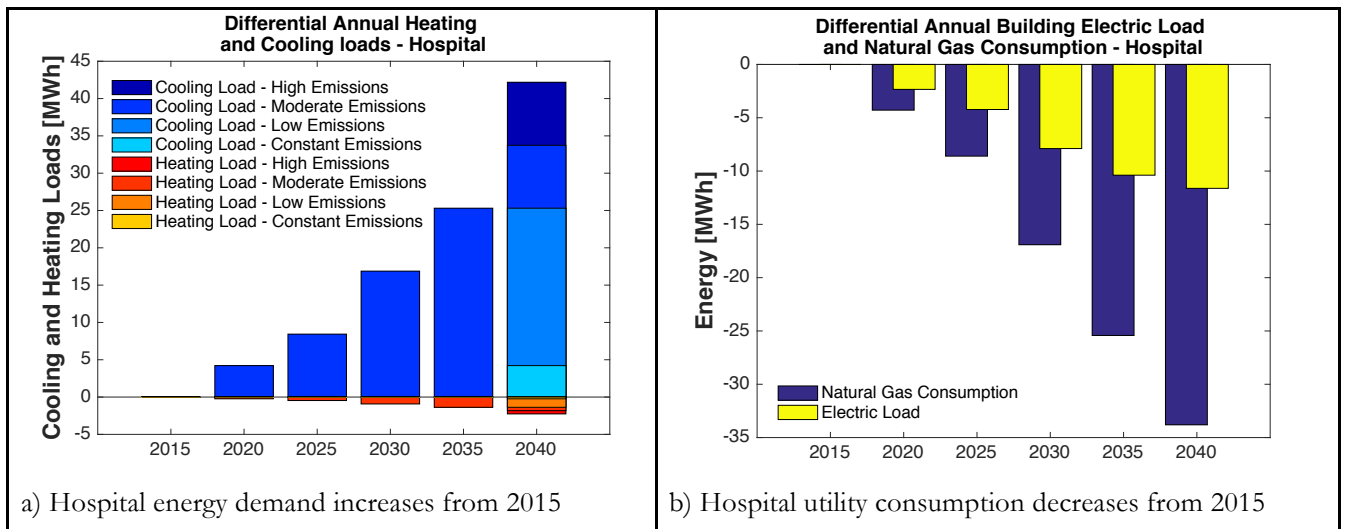 Differential Annual Heating
and Cooling loads - Hospital
Cooling and Heating Loads [MWh]
45
40
35
30
25
20
15
10
5
0
-5
Cooling Load - High Emissions
Cooling Load - Moderate Emissions
Cooling Load - Low Emissions
Cooling Load - Constant Emissions
Heating Load - High Emissions
Heating Load - Moderate Emissions
Heating Load - Low Emissions
Heating Load - Constant Emissions
2015 2020 2025 2030 2035 2040
a) Hospital energy demand increases from 2015
Differential Annual Building Electric Load
and Natural Gas Consumption - Hospital
Energy [MWh]
0
-5
-10
-15
-20
-25
-30
-35
Natural Gas Consumption
Electric Load
2015 2020 2025 2030 2035 2040
b) Hospital utility consumption decreases from 2015